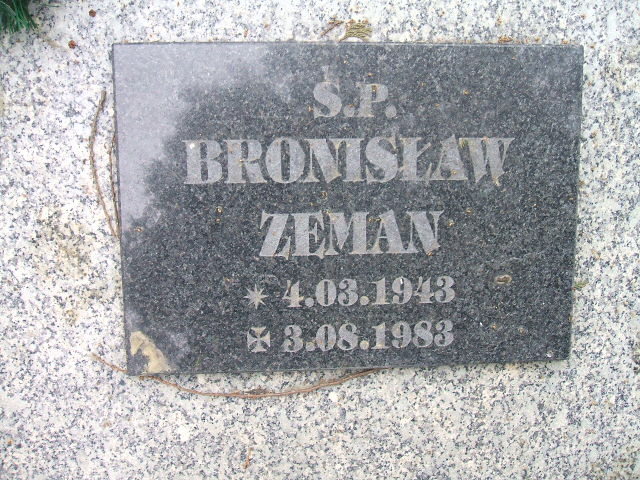 Ś.P.
BRONISŁAW
ZEMAN
* 4.03.1943
✠ 3.08.1983